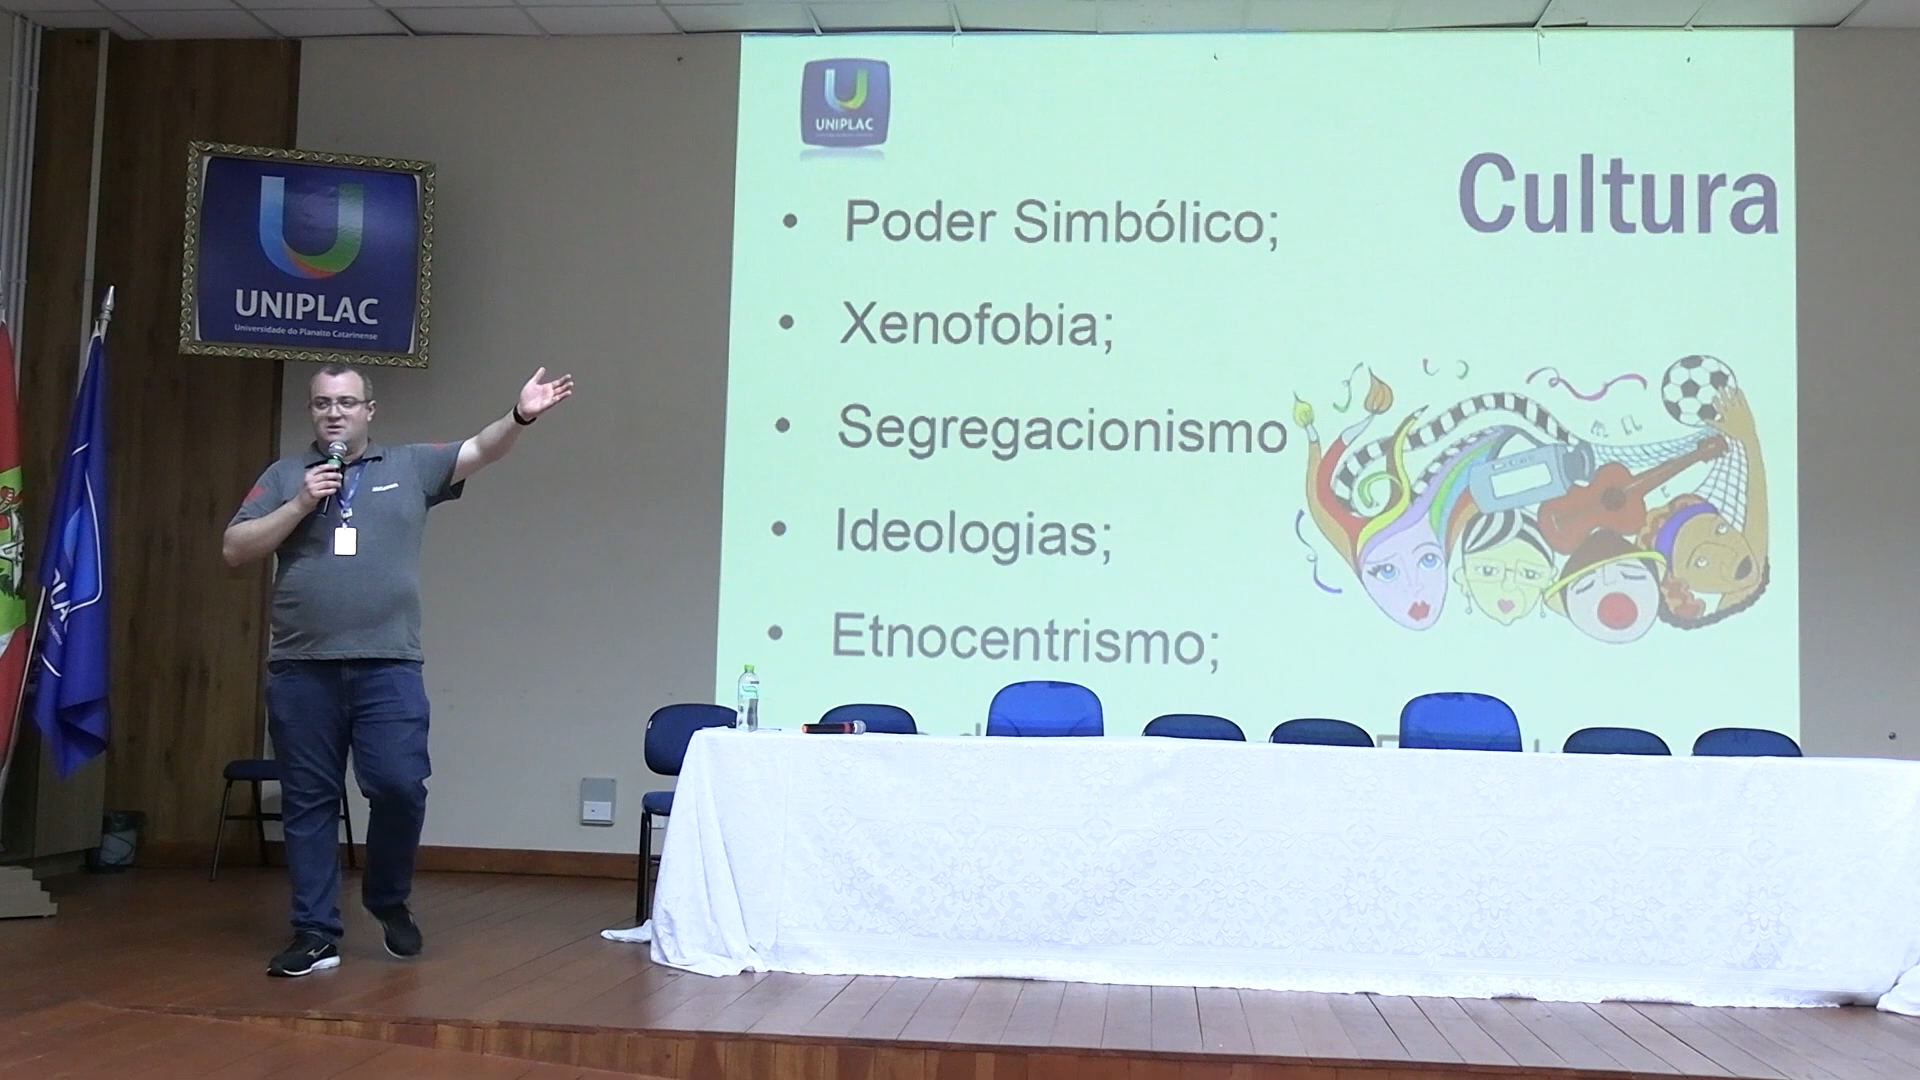 UNIPLAC
Universidade do Planalto Catarinense
UNIPLAC
Cultura
• Poder Simbólico;
• Xenofobia;
• Segregacionismo
• Ideologias;
• Etnocentrismo;